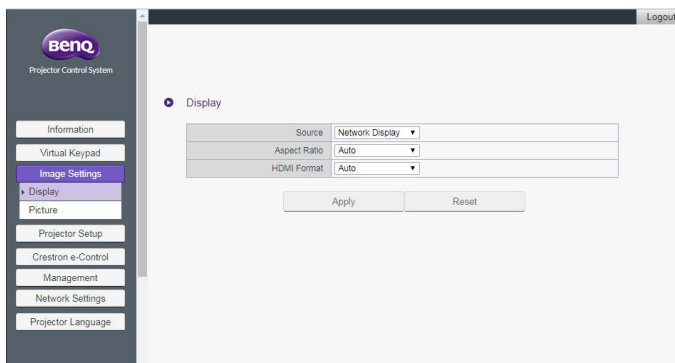 Logout
BenQ
Projector Control System
Display
Source Network Display
Aspect Ratio Auto
HDMI Format Auto
Apply Reset
Information
Virtual Keypad
Image Settings
Display
Picture
Projector Setup
Crestron e-Control
Management
Network Settings
Projector Language